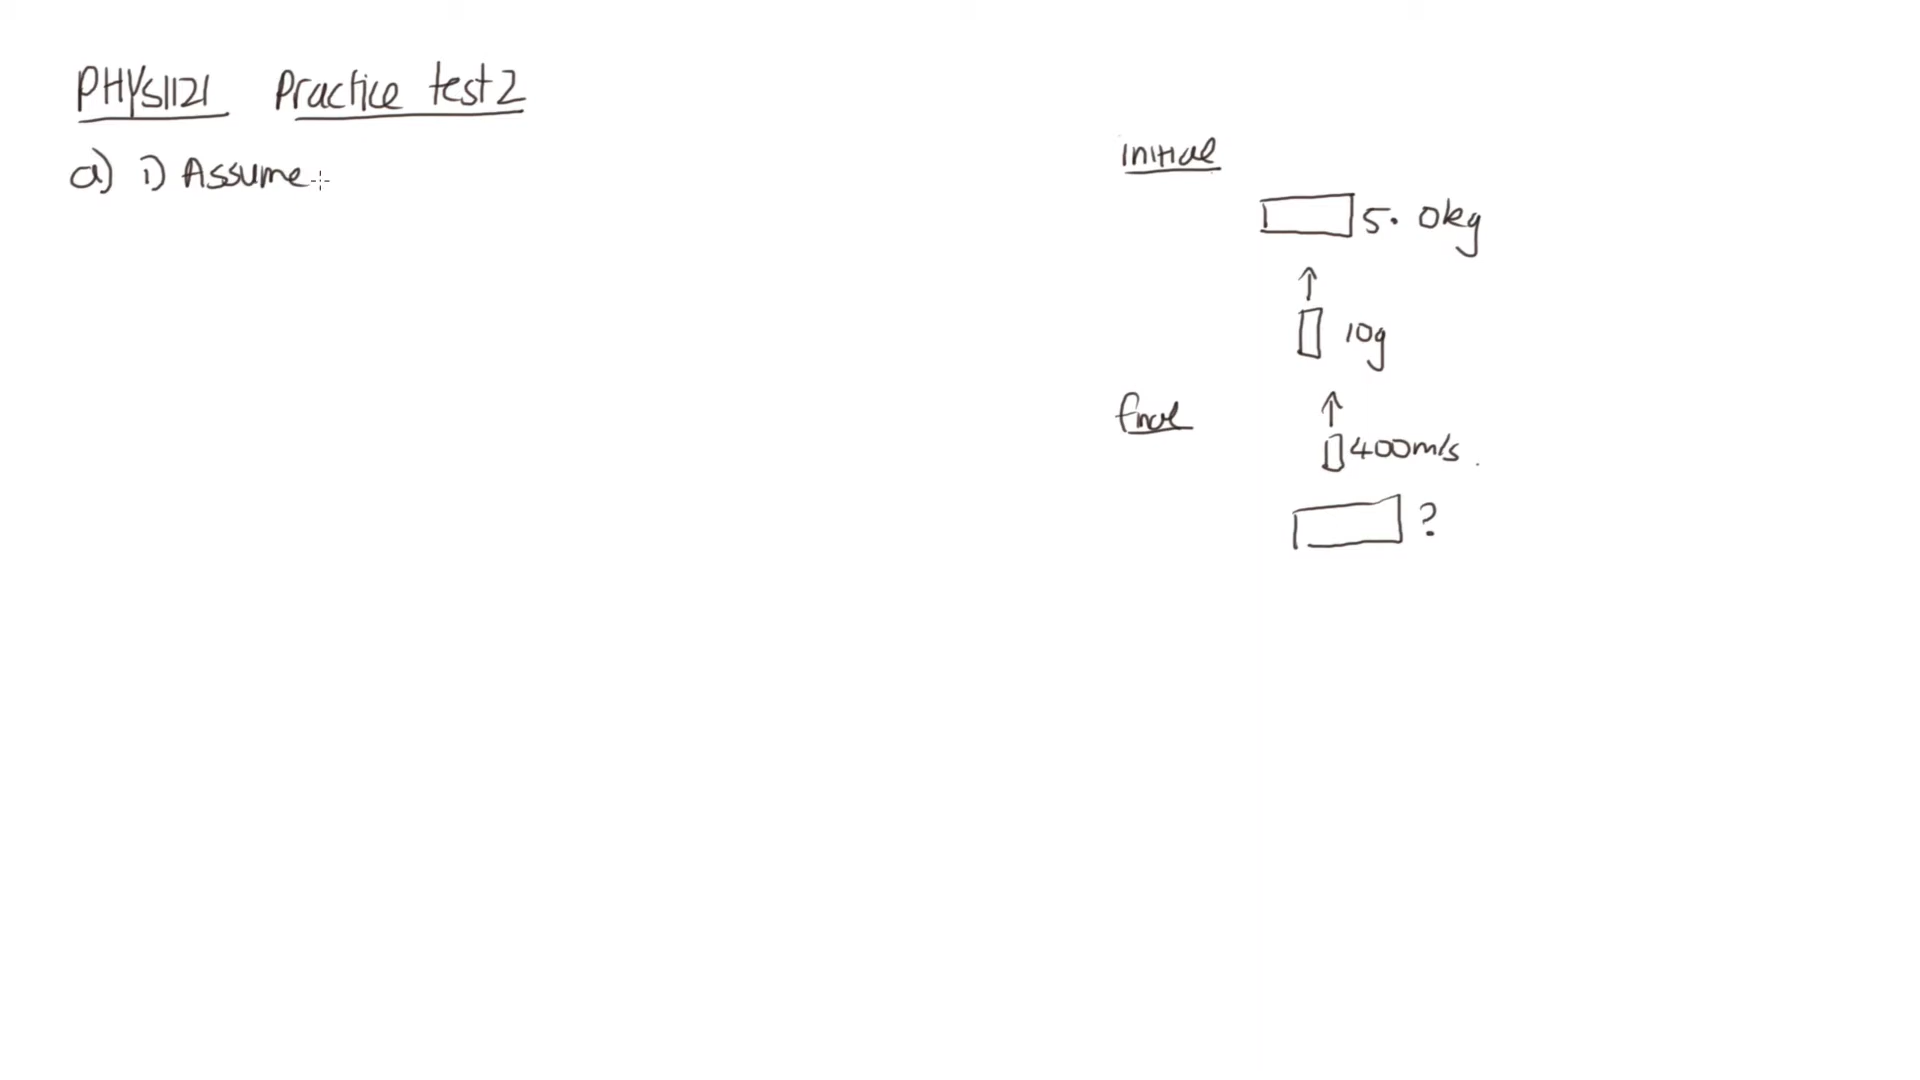 PHYS1121 Practice test 2
a) i) Assume
initial
5.0kg
10g
final
400m/s.
?